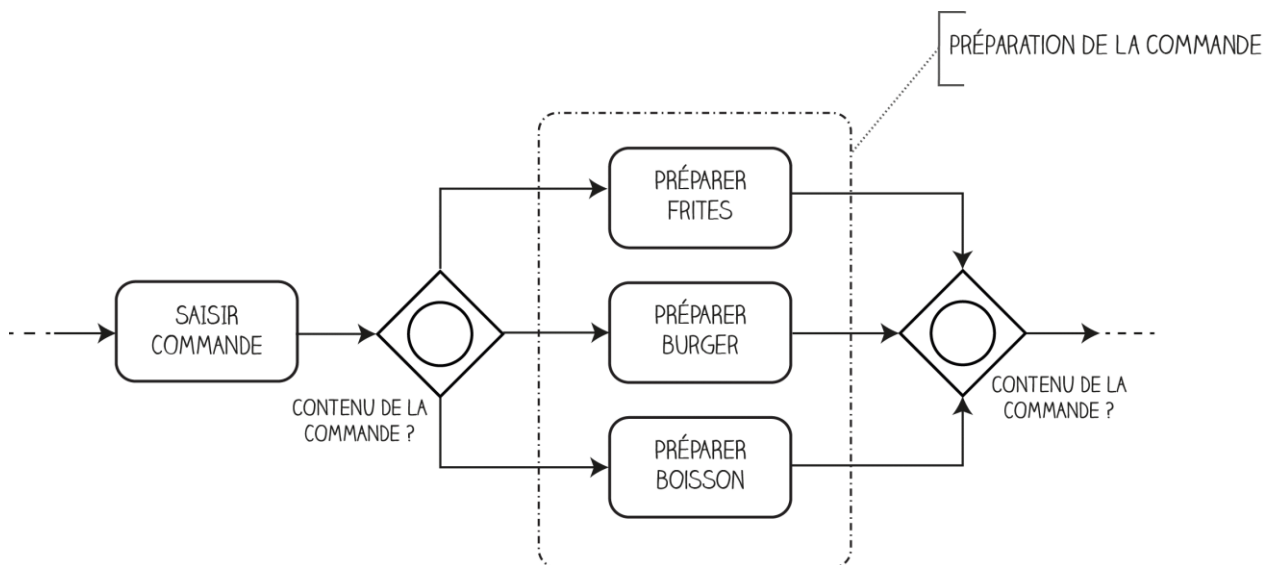 PRÉPARATION DE LA COMMANDE
PRÉPARER
FRITES
SAISIR
COMMANDE
PRÉPARER
BURGER
CONTENU DE LA
COMMANDE ?
CONTENU DE LA
COMMANDE ?
PRÉPARER
BOISSON